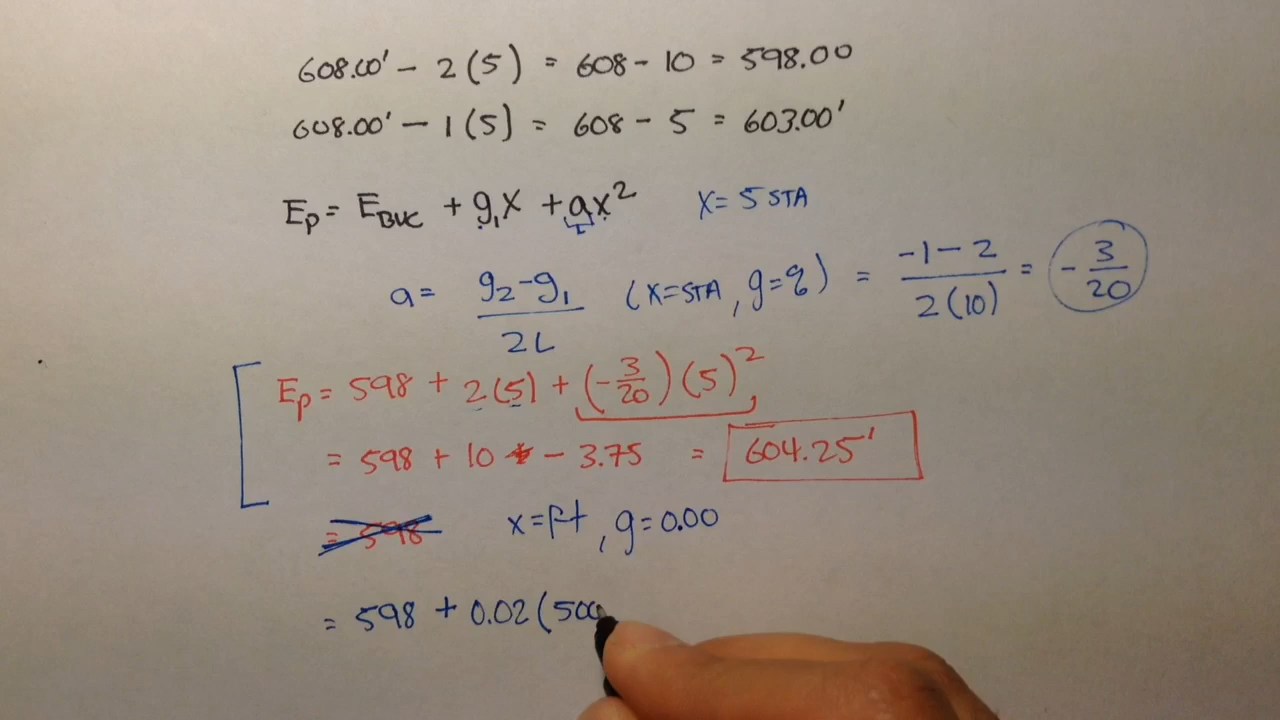 608.00' - 2(5) = 608 - 10 = 598.00
608.00' - 1(5) = 608 - 5 = 603.00'
Ep = EBVC + g₁x + ax² x = 5 STA
a = g₂-g₁/2L (x=STA, g=%) = -1-2/2(10) = -3/20
Ep = 598 + 2(5) + (-3/20)(5)²
= 598 + 10 - 3.75 = 604.25'
= 598 x=ft, g=0.00
= 598 + 0.02(500